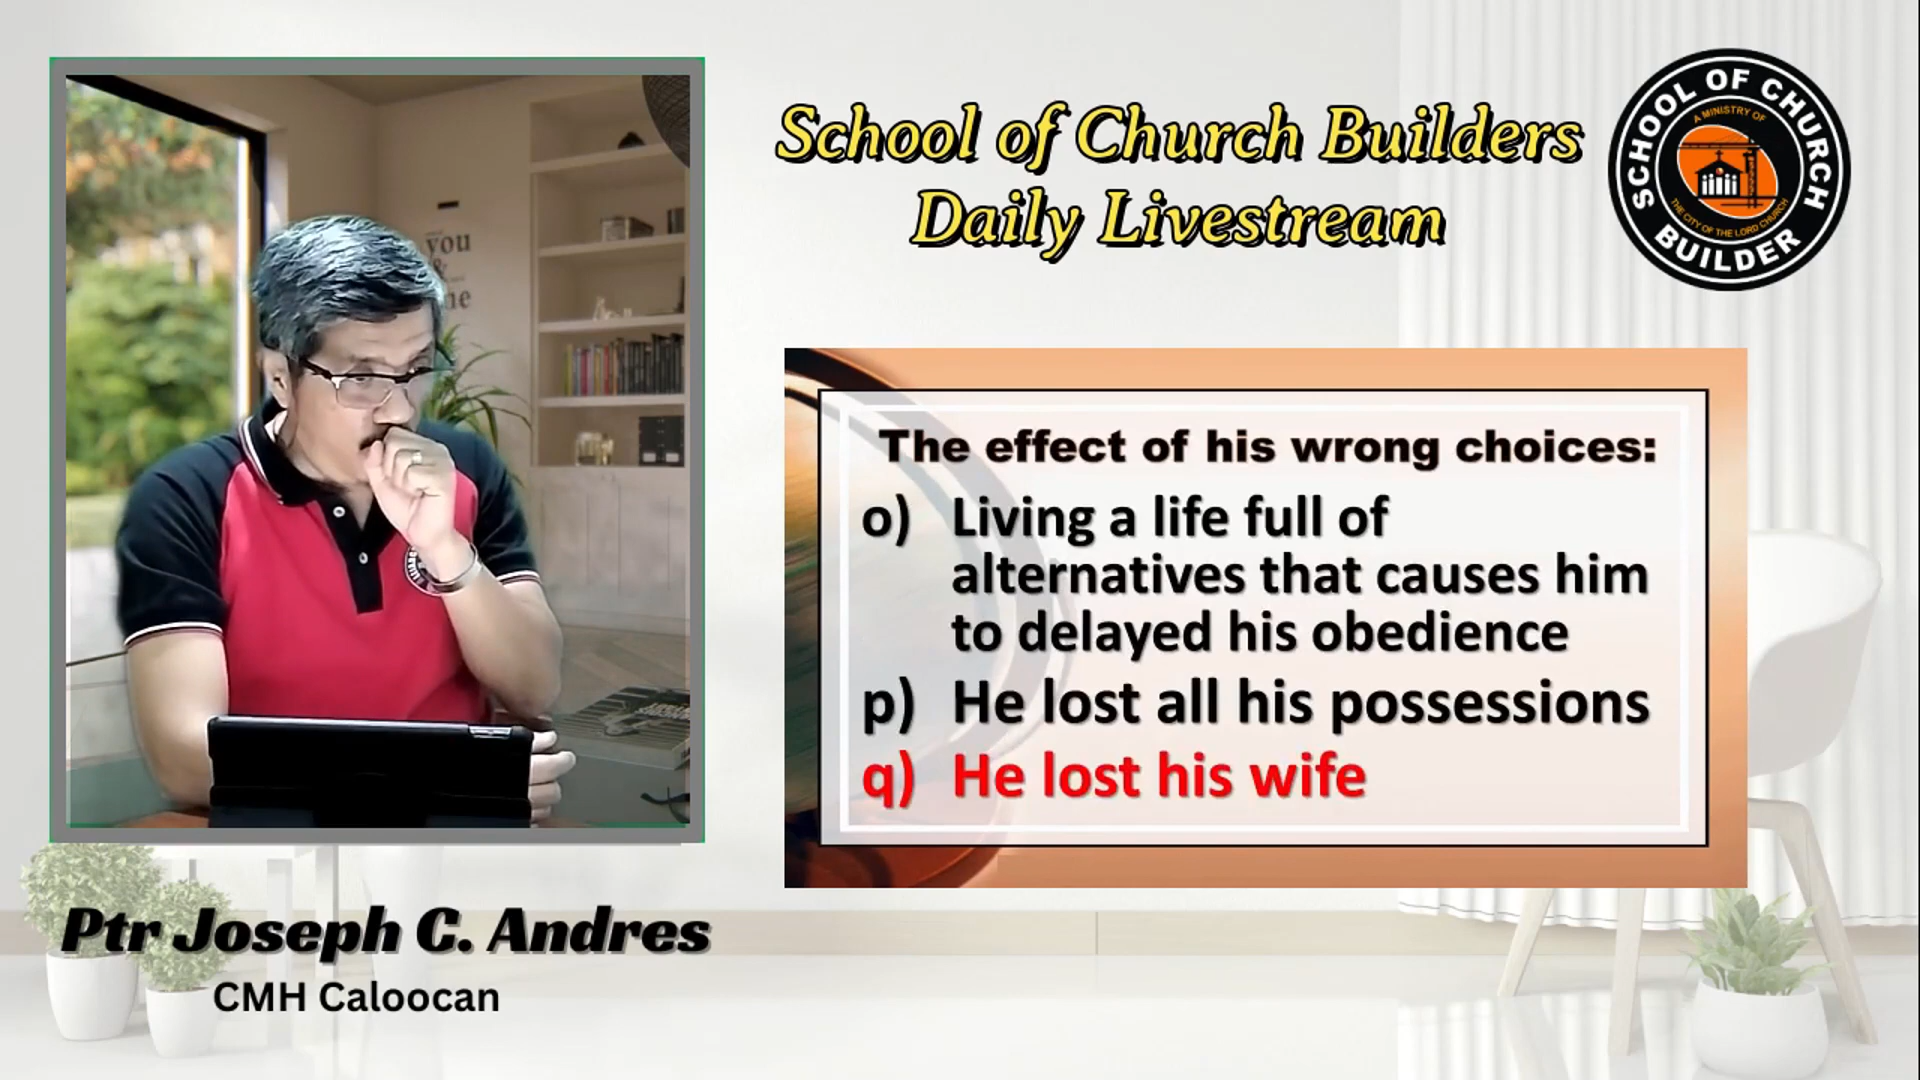 School of Church Builders
Daily Livestream
SCHOOL OF CHURCH
BUILDER
A MINISTRY OF
THE CITY OF THE LORD CHURCH
you
&
me
The effect of his wrong choices:
o) Living a life full of
alternatives that causes him
to delayed his obedience
p) He lost all his possessions
q) He lost his wife
Ptr Joseph C. Andres
CMH Caloocan